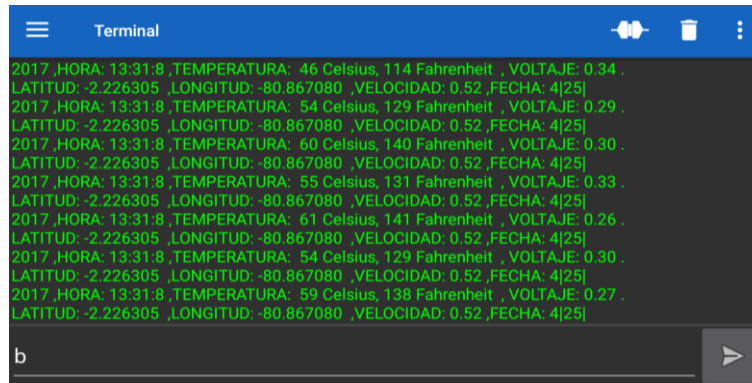 Terminal
2017 ,HORA: 13:31:8 ,TEMPERATURA:  46 Celsius, 114 Fahrenheit  , VOLTAJE: 0.34 .
LATITUD: -2.226305  ,LONGITUD: -80.867080  ,VELOCIDAD: 0.52 ,FECHA: 4|25|
2017 ,HORA: 13:31:8 ,TEMPERATURA:  54 Celsius, 129 Fahrenheit  , VOLTAJE: 0.29 .
LATITUD: -2.226305  ,LONGITUD: -80.867080  ,VELOCIDAD: 0.52 ,FECHA: 4|25|
2017 ,HORA: 13:31:8 ,TEMPERATURA:  60 Celsius, 140 Fahrenheit  , VOLTAJE: 0.30 .
LATITUD: -2.226305  ,LONGITUD: -80.867080  ,VELOCIDAD: 0.52 ,FECHA: 4|25|
2017 ,HORA: 13:31:8 ,TEMPERATURA:  55 Celsius, 131 Fahrenheit  , VOLTAJE: 0.33 .
LATITUD: -2.226305  ,LONGITUD: -80.867080  ,VELOCIDAD: 0.52 ,FECHA: 4|25|
2017 ,HORA: 13:31:8 ,TEMPERATURA:  61 Celsius, 141 Fahrenheit  , VOLTAJE: 0.26 .
LATITUD: -2.226305  ,LONGITUD: -80.867080  ,VELOCIDAD: 0.52 ,FECHA: 4|25|
2017 ,HORA: 13:31:8 ,TEMPERATURA:  54 Celsius, 129 Fahrenheit  , VOLTAJE: 0.30 .
LATITUD: -2.226305  ,LONGITUD: -80.867080  ,VELOCIDAD: 0.52 ,FECHA: 4|25|
2017 ,HORA: 13:31:8 ,TEMPERATURA:  59 Celsius, 138 Fahrenheit  , VOLTAJE: 0.27 .
LATITUD: -2.226305  ,LONGITUD: -80.867080  ,VELOCIDAD: 0.52 ,FECHA: 4|25|
b